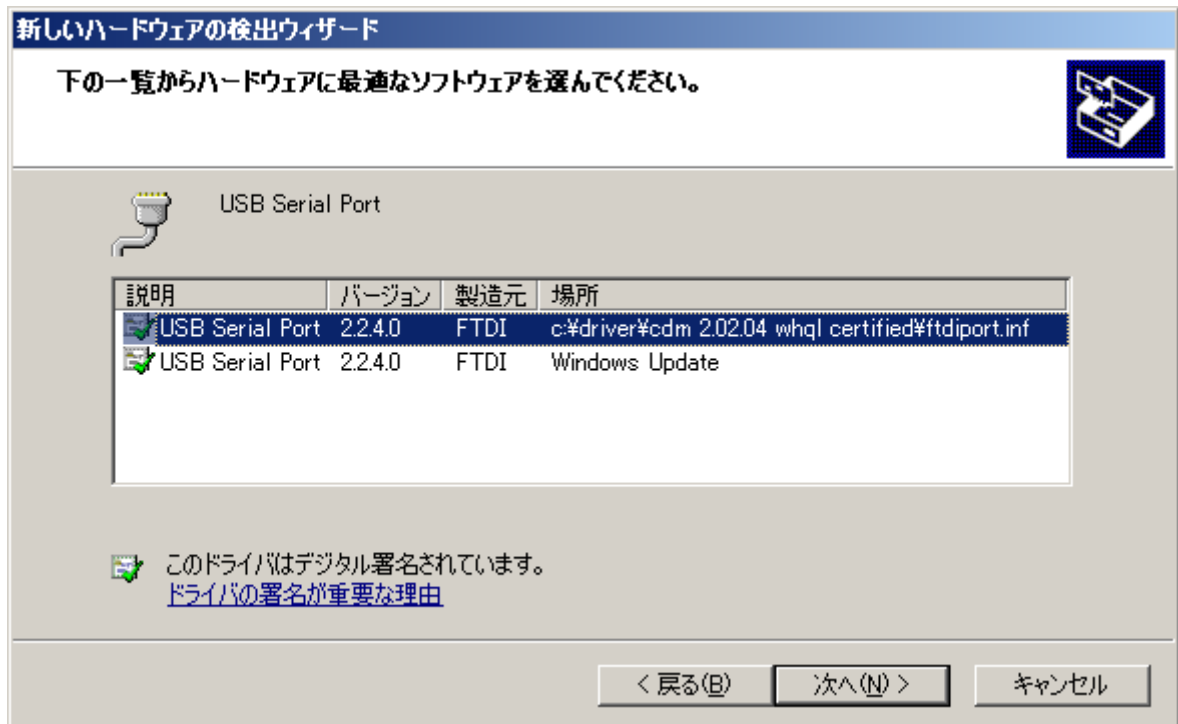 新しいハードウェアの検出ウィザード
下の一覧からハードウェアに最適なソフトウェアを選んでください。
USB Serial Port
説明 バージョン 製造元 場所
USB Serial Port 2.2.4.0 FTDI c:¥driver¥cdm 2.02.04 whql certified¥ftdiport.inf
USB Serial Port 2.2.4.0 FTDI Windows Update
このドライバはデジタル署名されています。
ドライバの署名が重要な理由
< 戻る(B) 次へ(N) > キャンセル